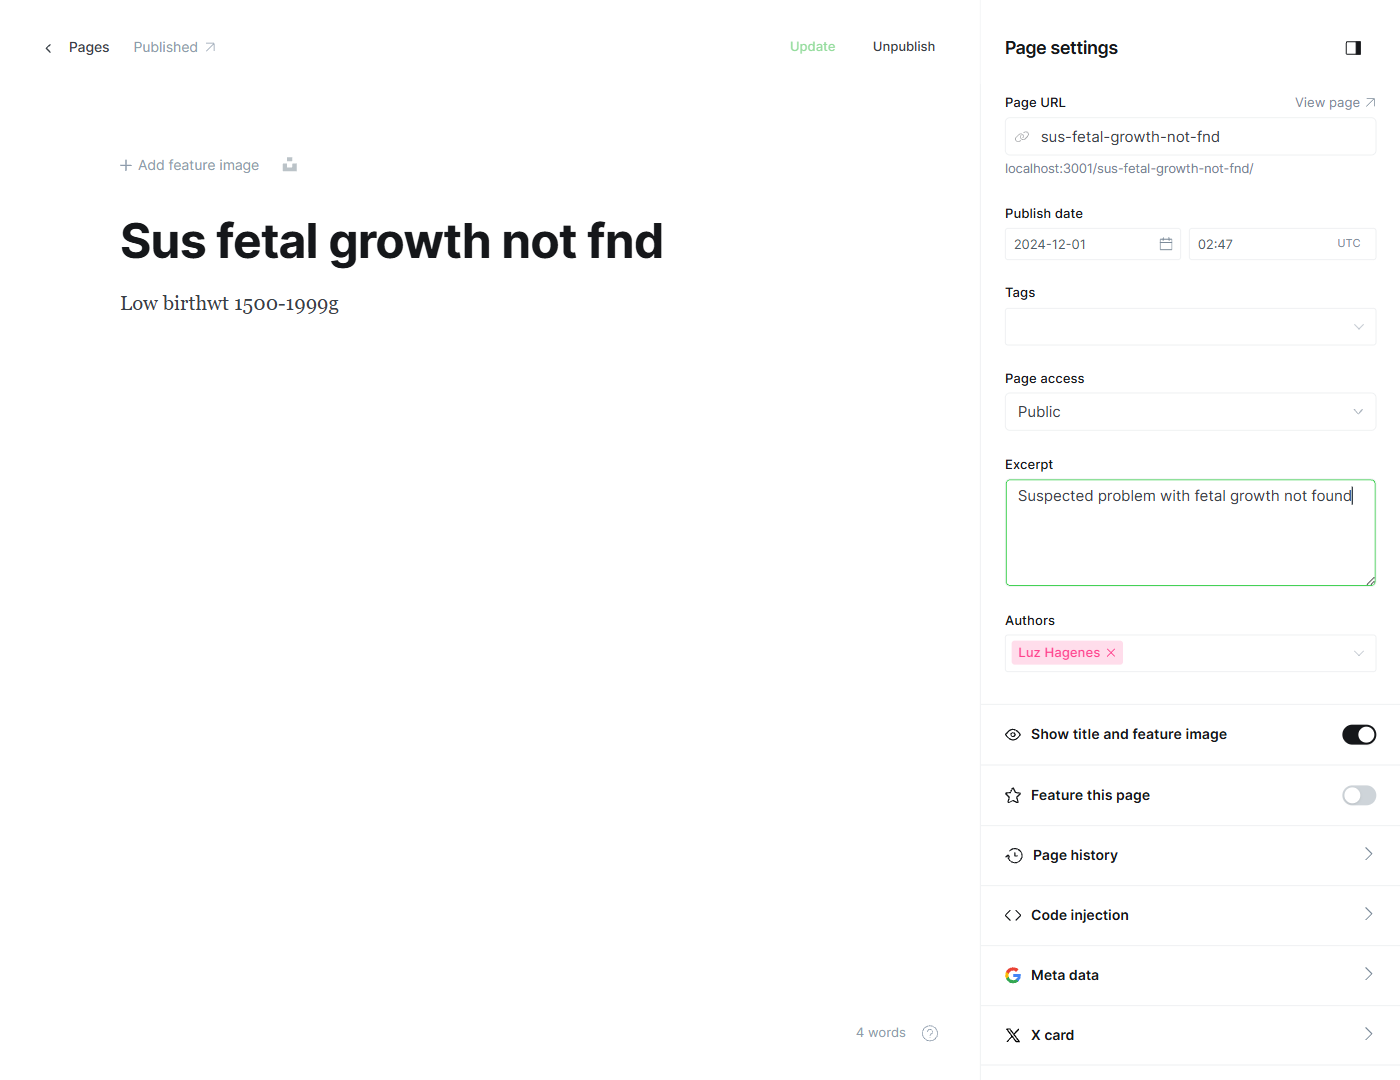 Pages
Published
Update
Unpublish
Add feature image
Sus fetal growth not fnd
Low birthwt 1500-1999g
4 words
Page settings
Page URL
View page
sus-fetal-growth-not-fnd
localhost:3001/sus-fetal-growth-not-fnd/
Publish date
2024-12-01
02:47
UTC
Tags
Page access
Public
Excerpt
Suspected problem with fetal growth not found
Authors
Luz Hagenes
Show title and feature image
Feature this page
Page history
Code injection
Meta data
X card